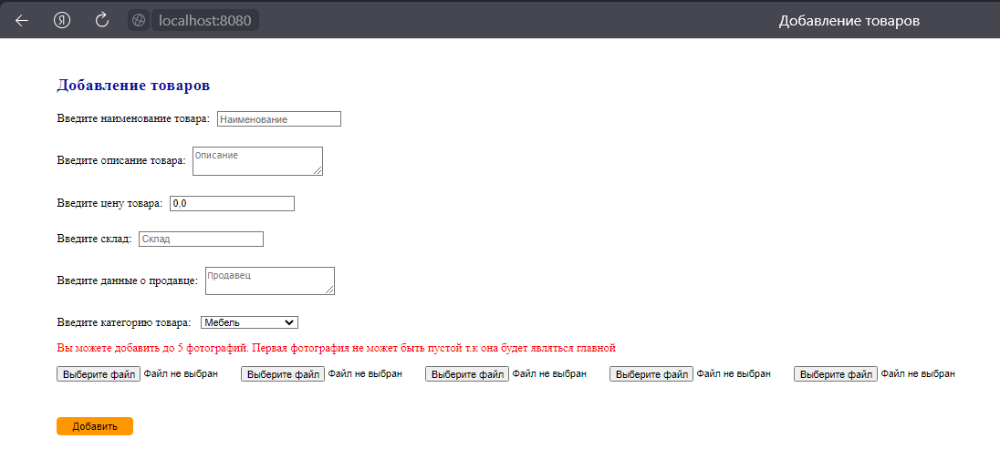 localhost:8080 Добавление товаров
Добавление товаров
Введите наименование товара: Наименование
Введите описание товара: Описание
Введите цену товара: 0,0
Введите склад: Склад
Введите данные о продавце: Продавец
Введите категорию товара: Мебель
Вы можете добавить до 5 фотографий. Первая фотография не может быть пустой т.к она будет являться главной
Выберите файл Файл не выбран Выберите файл Файл не выбран Выберите файл Файл не выбран Выберите файл Файл не выбран Выберите файл Файл не выбран
Добавить